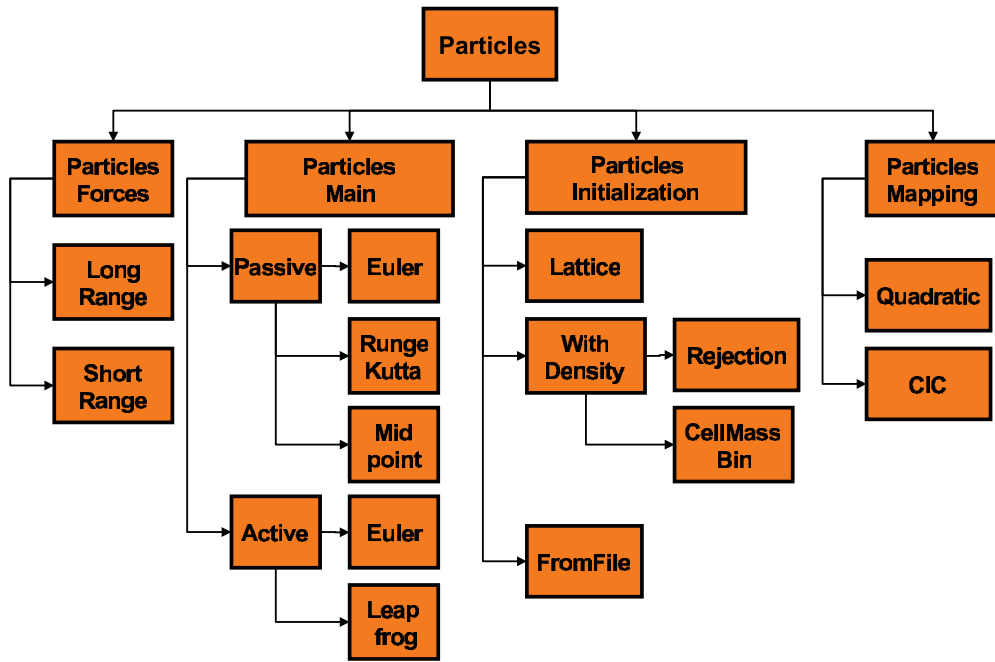 Particles
Particles
Forces
Long
Range
Short
Range
Particles
Main
Passive
Euler
Runge
Kutta
Mid
point
Active
Euler
Leap
frog
Particles
Initialization
Lattice
With
Density
Rejection
CellMass
Bin
FromFile
Particles
Mapping
Quadratic
CIC